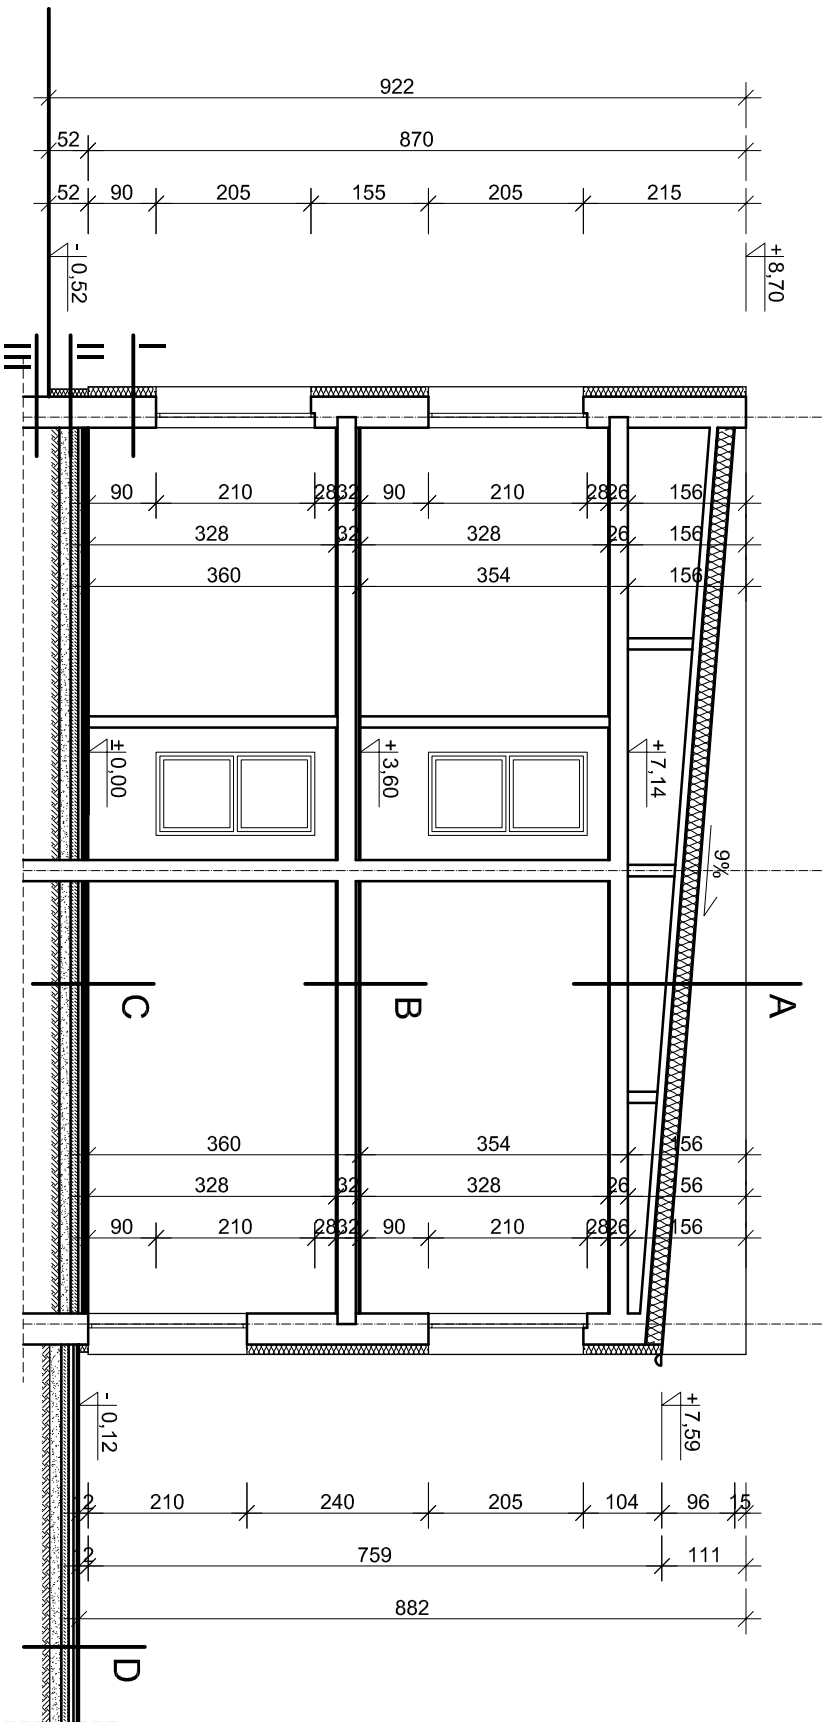 922
52 870
52 90 205 155 205 215
- 0,52
+ 8,70
I
II
III
90 210 28 32 90 210 28 26 156
328 32 328 26 156
360 354 156
± 0,00
+ 3,60
+ 7,14
9%
C
B
A
360 354 156
328 32 328 26 156
90 210 28 32 90 210 28 26 156
- 0,12
+ 7,59
12 210 240 205 104 96 15
12 759 111
882
D